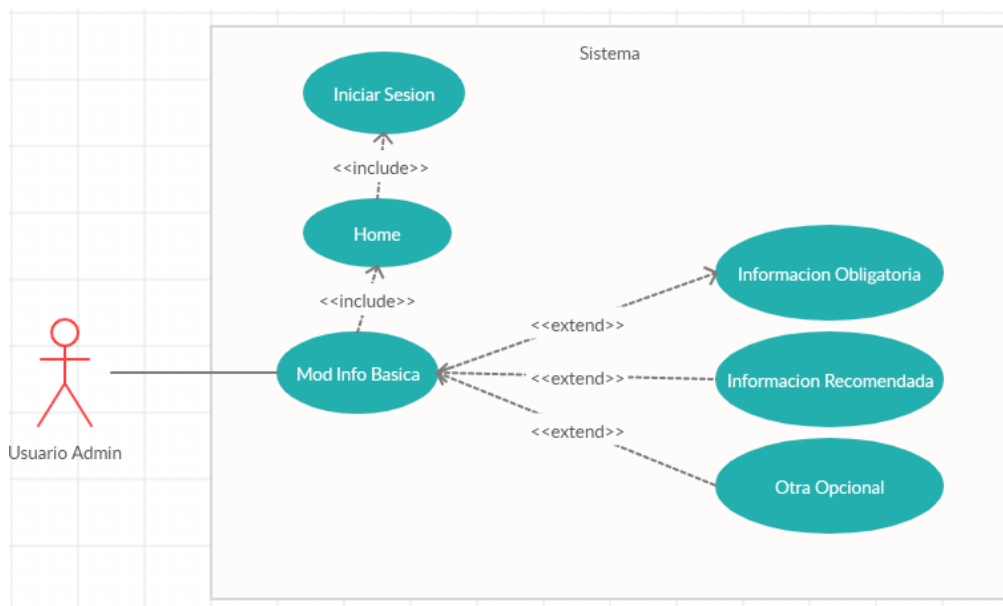 Sistema
Iniciar Sesion
<<include>>
Home
<<include>>
Mod Info Basica
Usuario Admin
<<extend>>
Informacion Obligatoria
<<extend>>
Informacion Recomendada
<<extend>>
Otra Opcional